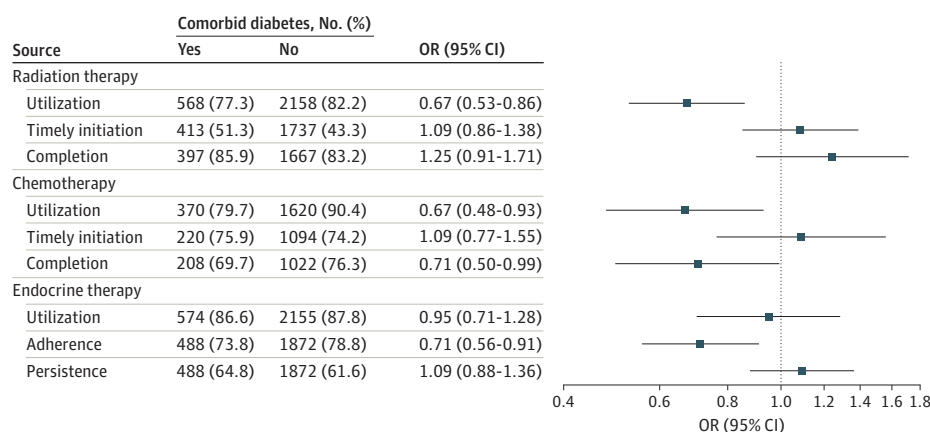 Comorbid diabetes, No. (%)
Source Yes No OR (95% CI)
Radiation therapy
Utilization 568 (77.3) 2158 (82.2) 0.67 (0.53-0.86)
Timely initiation 413 (51.3) 1737 (43.3) 1.09 (0.86-1.38)
Completion 397 (85.9) 1667 (83.2) 1.25 (0.91-1.71)
Chemotherapy
Utilization 370 (79.7) 1620 (90.4) 0.67 (0.48-0.93)
Timely initiation 220 (75.9) 1094 (74.2) 1.09 (0.77-1.55)
Completion 208 (69.7) 1022 (76.3) 0.71 (0.50-0.99)
Endocrine therapy
Utilization 574 (86.6) 2155 (87.8) 0.95 (0.71-1.28)
Adherence 488 (73.8) 1872 (78.8) 0.71 (0.56-0.91)
Persistence 488 (64.8) 1872 (61.6) 1.09 (0.88-1.36)
0.4 0.6 0.8 1.0 1.2 1.4 1.6 1.8
OR (95% CI)